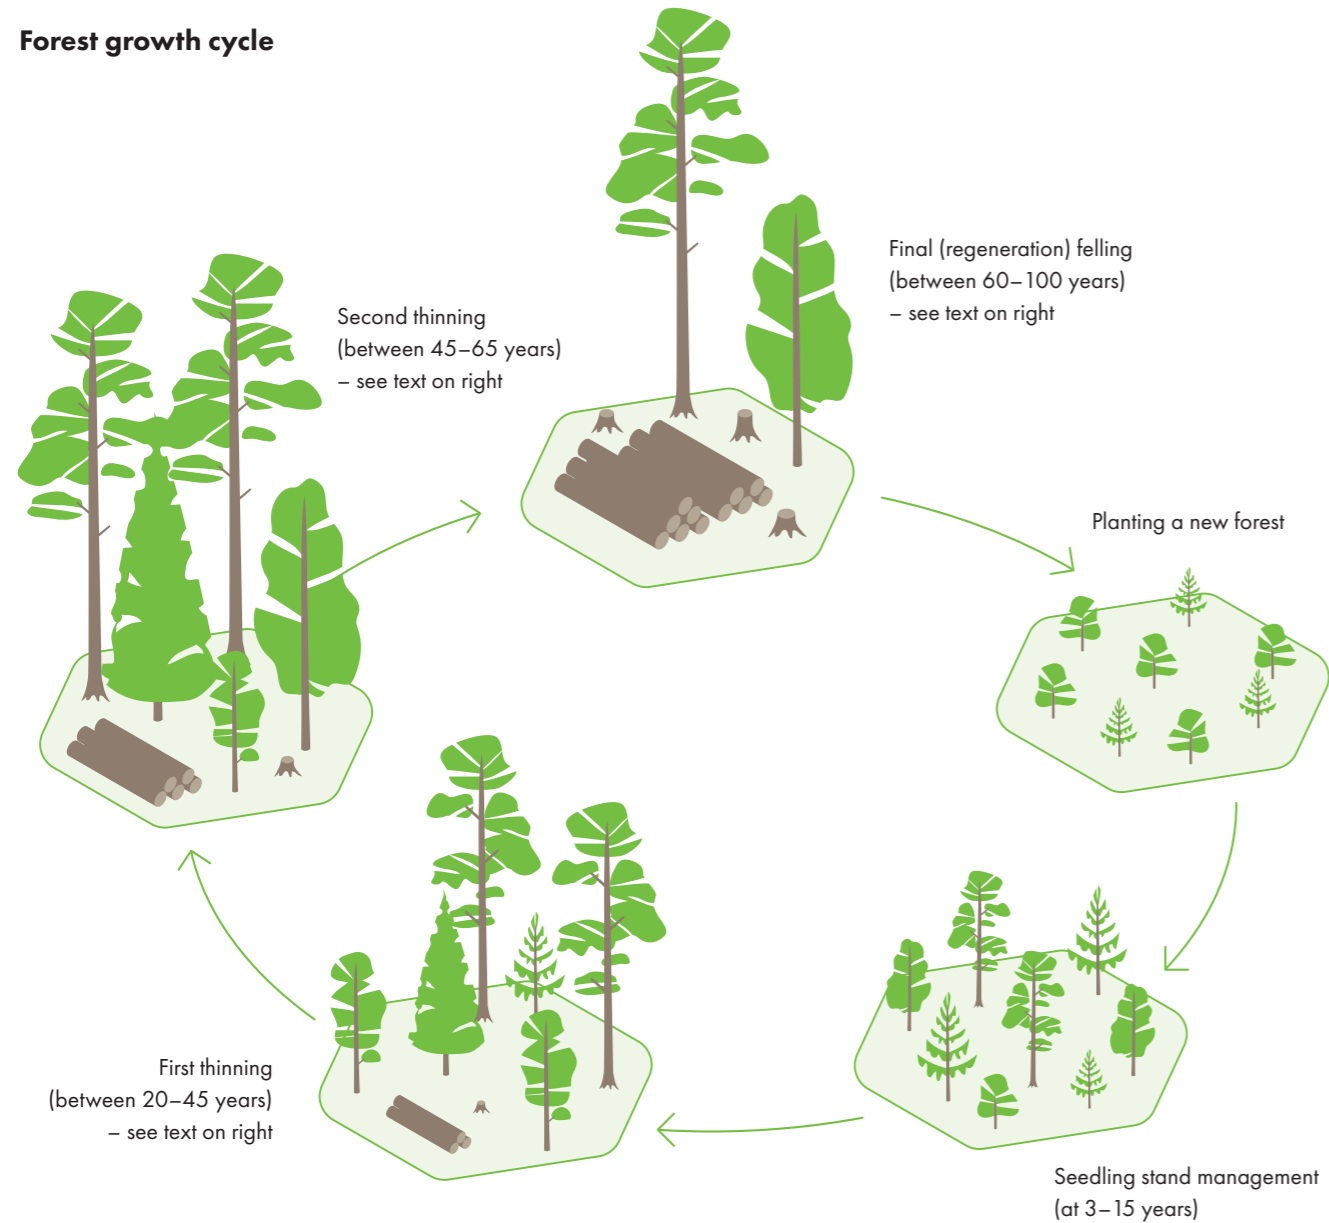 Forest growth cycle
Final (regeneration) felling
(between 60–100 years)
– see text on right
Second thinning
(between 45–65 years)
– see text on right
Planting a new forest
First thinning
(between 20–45 years)
– see text on right
Seedling stand management
(at 3–15 years)